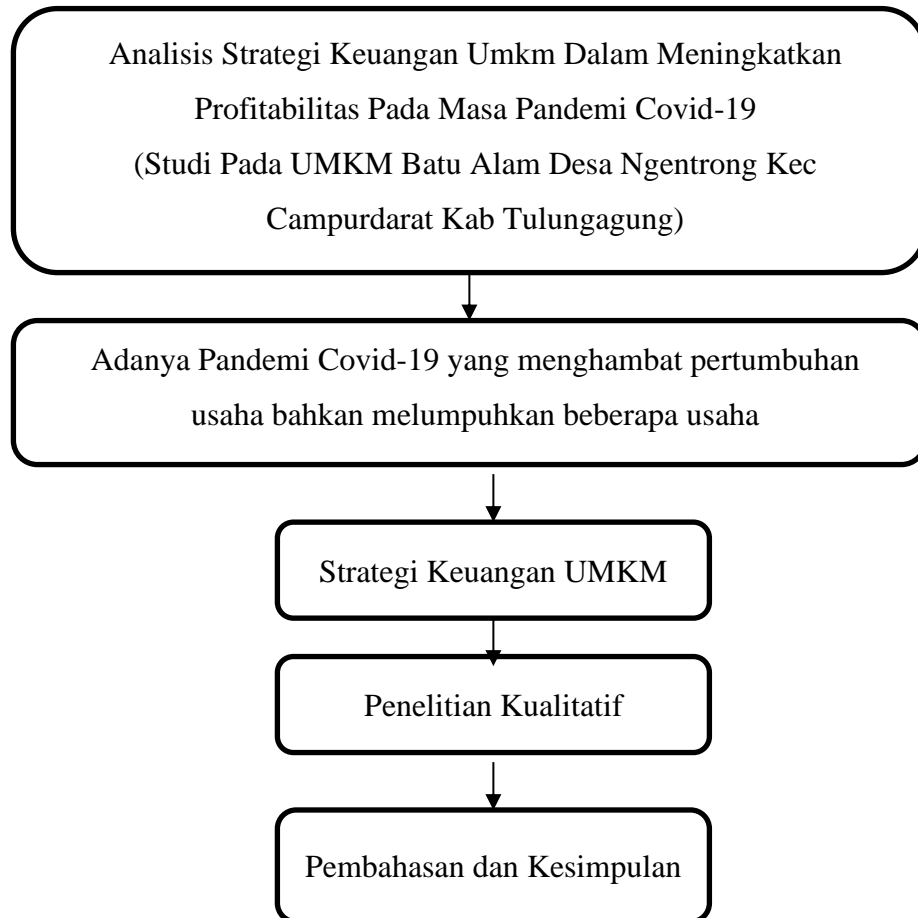 Analisis Strategi Keuangan Umkm Dalam Meningkatkan
Profitabilitas Pada Masa Pandemi Covid-19
(Studi Pada UMKM Batu Alam Desa Ngentrong Kec
Campurdarat Kab Tulungagung)
Adanya Pandemi Covid-19 yang menghambat pertumbuhan
usaha bahkan melumpuhkan beberapa usaha
Strategi Keuangan UMKM
Penelitian Kualitatif
Pembahasan dan Kesimpulan